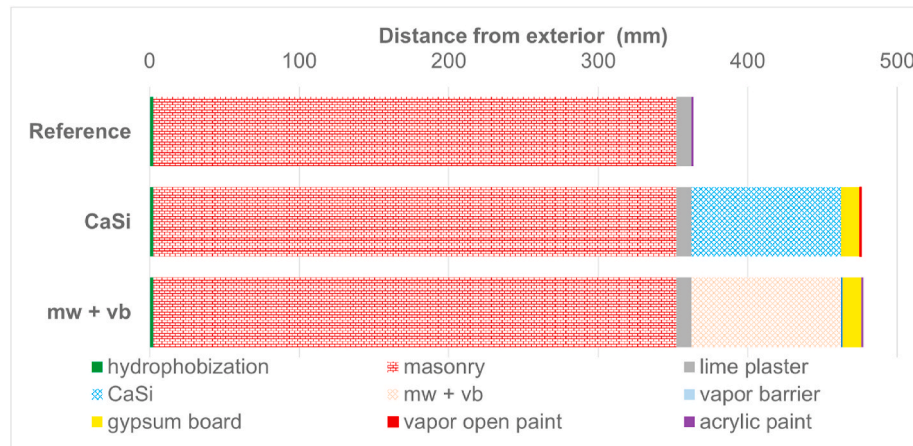 Distance from exterior (mm)
0 100 200 300 400 500
Reference
CaSi
mw + vb
hydrophobization masonry lime plaster
CaSi mw + vb vapor barrier
gypsum board vapor open paint acrylic paint